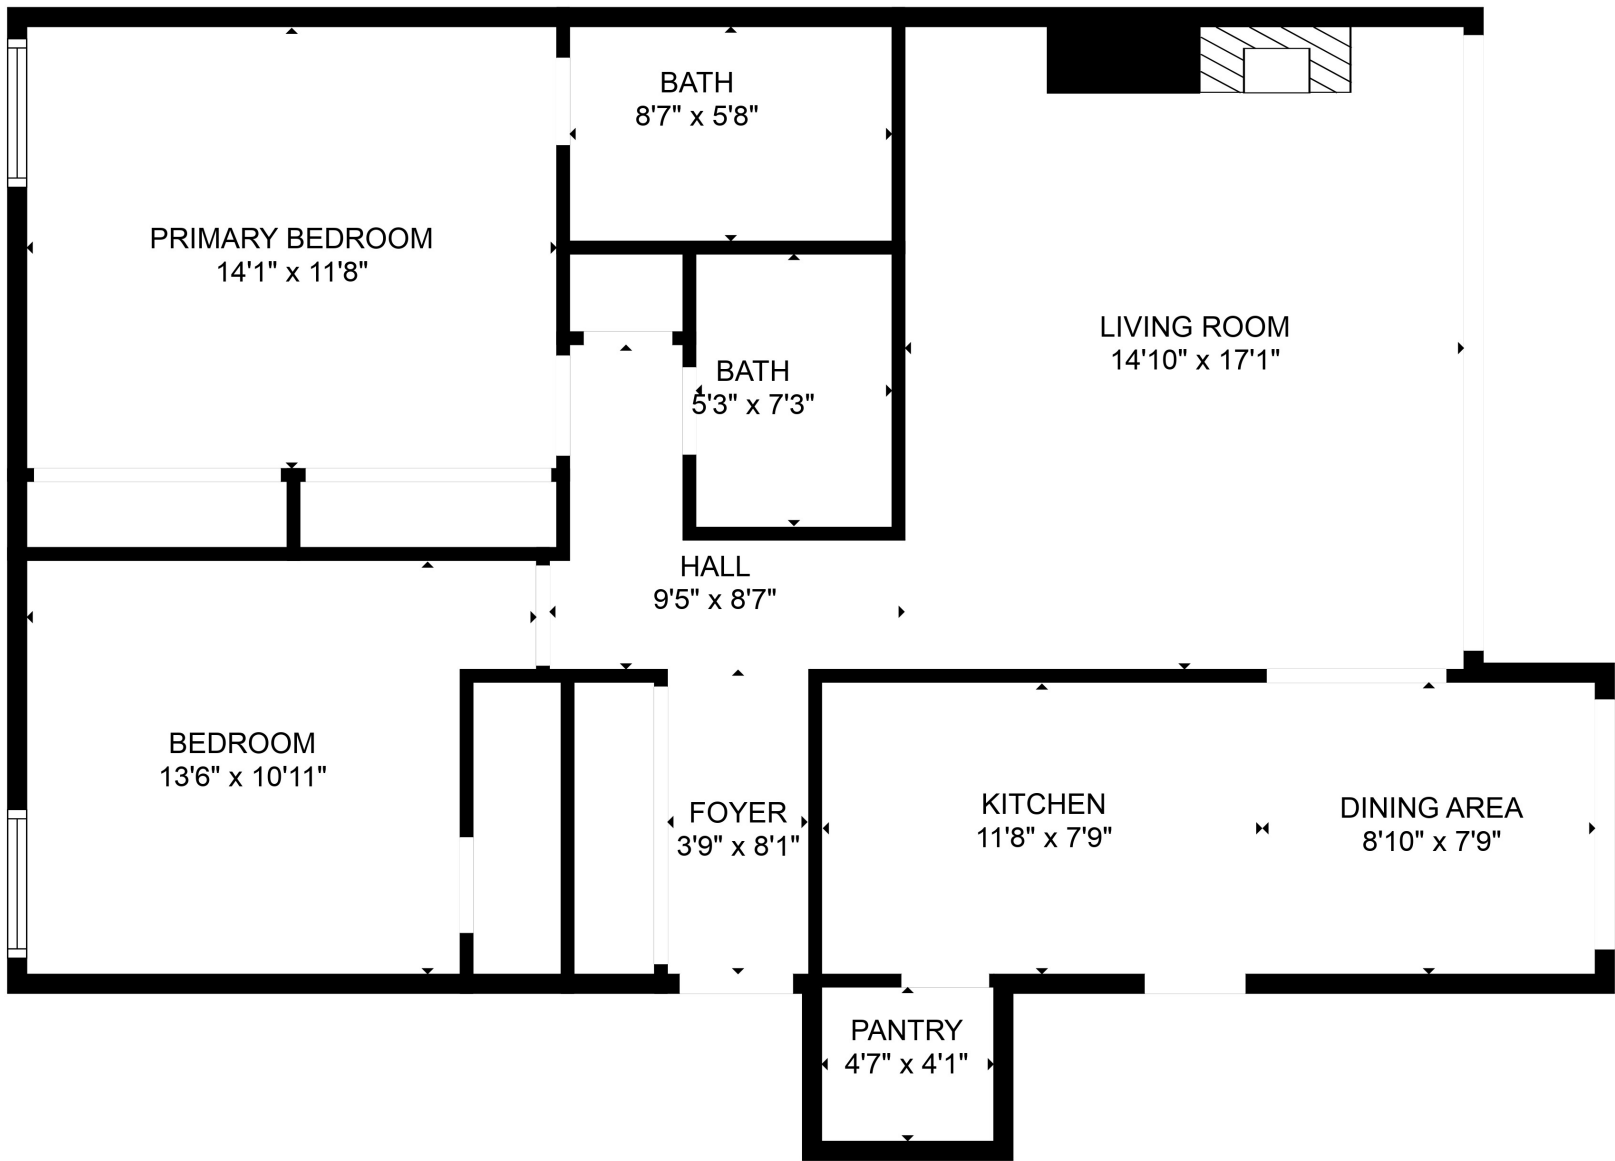 BATH
8'7" x 5'8"
PRIMARY BEDROOM
14'1" x 11'8"
LIVING ROOM
14'10" x 17'1"
BATH
5'3" x 7'3"
HALL
9'5" x 8'7"
BEDROOM
13'6" x 10'11"
FOYER
3'9" x 8'1"
KITCHEN
11'8" x 7'9"
DINING AREA
8'10" x 7'9"
PANTRY
4'7" x 4'1"